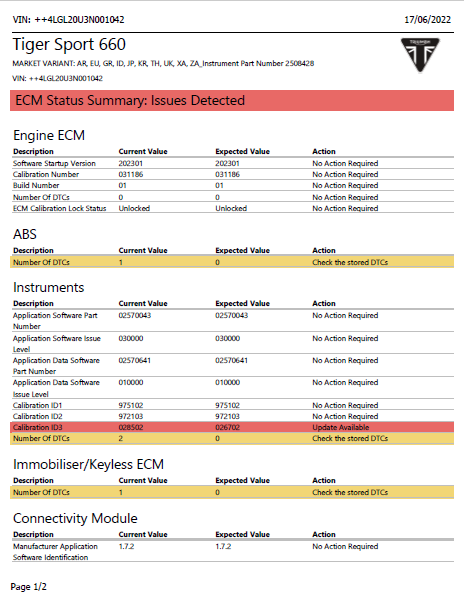 VIN: ++4LGL20U3N001042 17/06/2022
Tiger Sport 660
TRIUMPH
MARKET VARIANT: AR, EU, GR, ID, JP, KR, TH, UK, XA, ZA_Instrument Part Number 2508428
VIN: ++4LGL20U3N001042
ECM Status Summary: Issues Detected
Engine ECM
Description Current Value Expected Value Action
Software Startup Version 202301 202301 No Action Required
Calibration Number 031186 031186 No Action Required
Build Number 01 01 No Action Required
Number Of DTCs 0 0 No Action Required
ECM Calibration Lock Status Unlocked Unlocked No Action Required
ABS
Description Current Value Expected Value Action
Number Of DTCs 1 0 Check the stored DTCs
Instruments
Description Current Value Expected Value Action
Application Software Part 02570043 02570043 No Action Required
Number
Application Software Issue 030000 030000 No Action Required
Level
Application Data Software 02570641 02570641 No Action Required
Part Number
Application Data Software 010000 010000 No Action Required
Issue Level
Calibration ID1 975102 975102 No Action Required
Calibration ID2 972103 972103 No Action Required
Calibration ID3 028502 026702 Update Available
Number Of DTCs 2 0 Check the stored DTCs
Immobiliser/Keyless ECM
Description Current Value Expected Value Action
Number Of DTCs 1 0 Check the stored DTCs
Connectivity Module
Description Current Value Expected Value Action
Manufacturer Application 1.7.2 1.7.2 No Action Required
Software Identification
Page 1/2